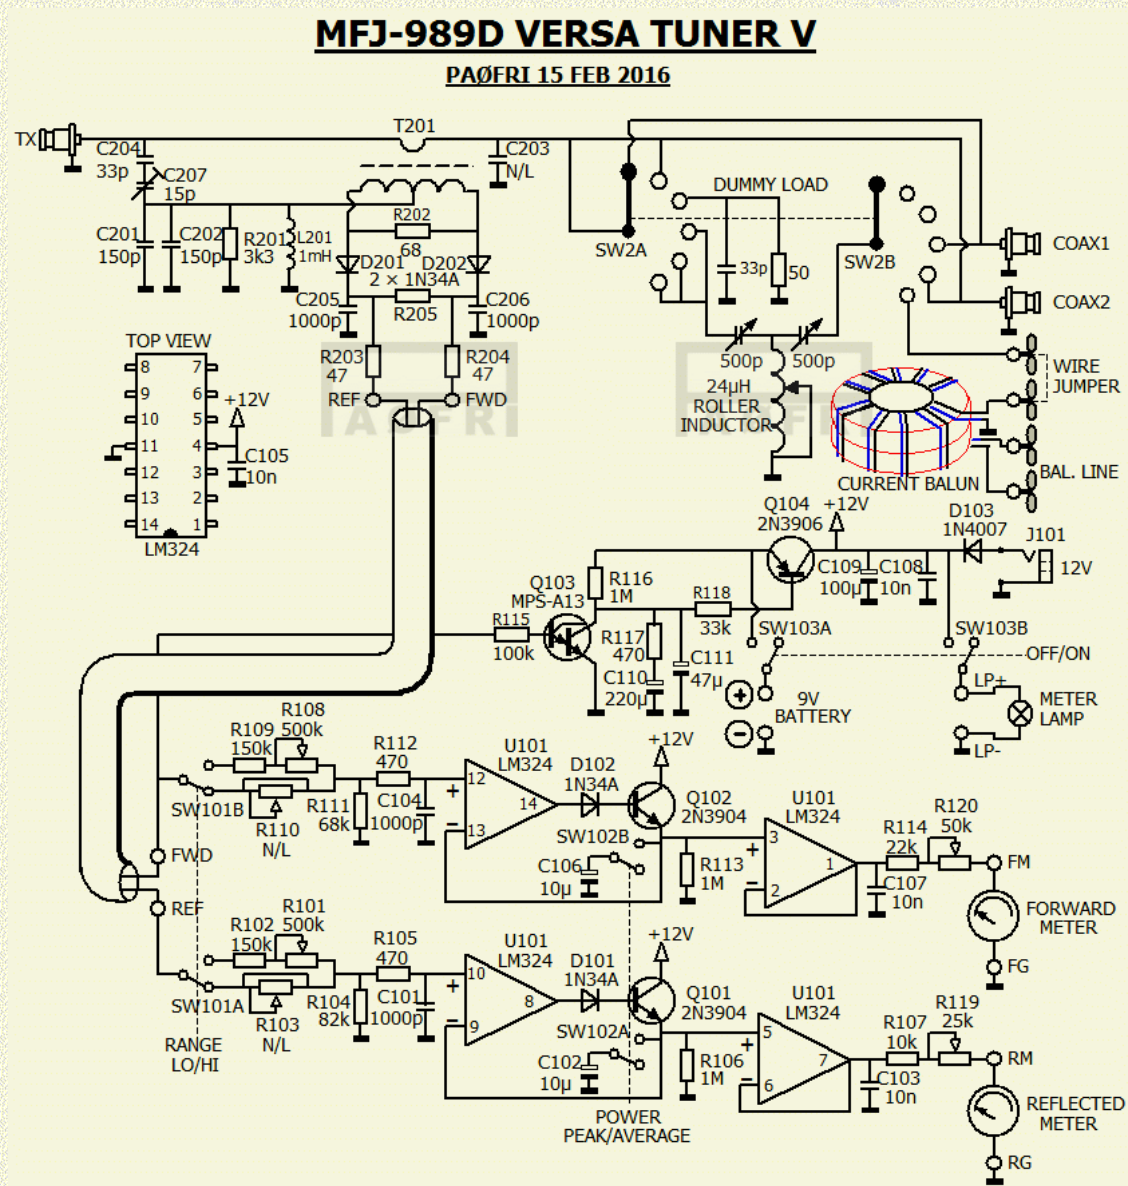 MFJ-989D VERSA TUNER V
PAØFRI 15 FEB 2016
TX
C204
33p
C207
15p
T201
C203
N/L
C201
150p
C202
150p
R201
3k3
L201
1mH
R202
68
D201
D202
2 × 1N34A
R205
C205
1000p
C206
1000p
R203
47
R204
47
REF
FWD
PAØFRI
PAØFRI
SW2A
DUMMY LOAD
33p
50
SW2B
COAX1
COAX2
500p
500p
24µH
ROLLER
INDUCTOR
WIRE
JUMPER
BAL. LINE
CURRENT BALUN
TOP VIEW
8 7
9 6
10 5
11 4
12 3
13 2
14 1
LM324
+12V
C105
10n
Q104
2N3906
+12V
D103
1N4007
J101
12V
C109
100µ
C108
10n
Q103
MPS-A13
R116
1M
R115
100k
R118
33k
R117
470
C110
220µ
C111
47µ
SW103A
SW103B
OFF/ON
+
−
9V
BATTERY
LP+
LP-
METER
LAMP
R109
150k
R108
500k
SW101B
R110
N/L
R111
68k
R112
470
C104
1000p
U101
LM324
12
+
14
−
13
D102
1N34A
+12V
Q102
2N3904
SW102B
C106
10µ
R113
1M
U101
LM324
3
+
1
−
2
R114
22k
C107
10n
R120
50k
FM
FORWARD
METER
FG
FWD
REF
R102
150k
R101
500k
SW101A
R103
N/L
R104
82k
R105
470
C101
1000p
U101
LM324
10
+
8
−
9
D101
1N34A
+12V
Q101
2N3904
SW102A
C102
10µ
R106
1M
U101
LM324
5
+
7
−
6
R107
10k
C103
10n
R119
25k
RM
REFLECTED
METER
RG
RANGE
LO/HI
POWER
PEAK/AVERAGE